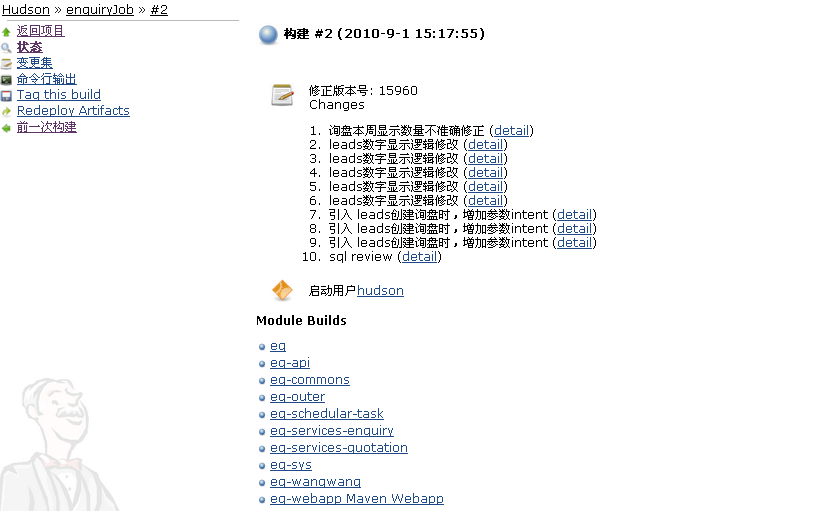 Hudson » enquiryJob » #2
返回项目
状态
变更集
命令行输出
Tag this build
Redeploy Artifacts
前一次构建
构建 #2 (2010-9-1 15:17:55)
修正版本号: 15960
Changes
1. 询盘本周显示数量不准确修正 (detail)
2. leads数字显示逻辑修改 (detail)
3. leads数字显示逻辑修改 (detail)
4. leads数字显示逻辑修改 (detail)
5. leads数字显示逻辑修改 (detail)
6. leads数字显示逻辑修改 (detail)
7. 引入 leads创建询盘时，增加参数intent (detail)
8. 引入 leads创建询盘时，增加参数intent (detail)
9. 引入 leads创建询盘时，增加参数intent (detail)
10. sql review (detail)
启动用户hudson
Module Builds
eq
eq-api
eq-commons
eq-outer
eq-schedular-task
eq-services-enquiry
eq-services-quotation
eq-sys
eq-wangwang
eq-webapp Maven Webapp